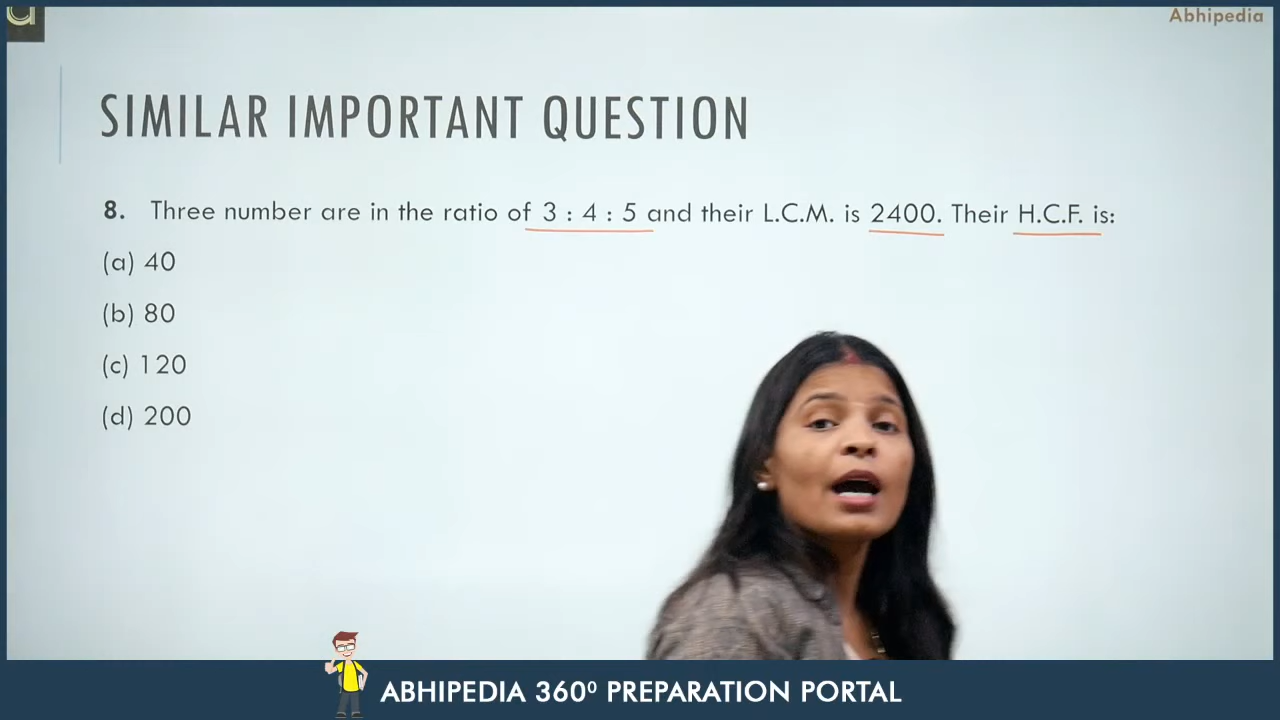 Abhipedia
SIMILAR IMPORTANT QUESTION
8. Three number are in the ratio of 3 : 4 : 5 and their L.C.M. is 2400. Their H.C.F. is:
(a) 40
(b) 80
(c) 120
(d) 200
ABHIPEDIA 360⁰ PREPARATION PORTAL